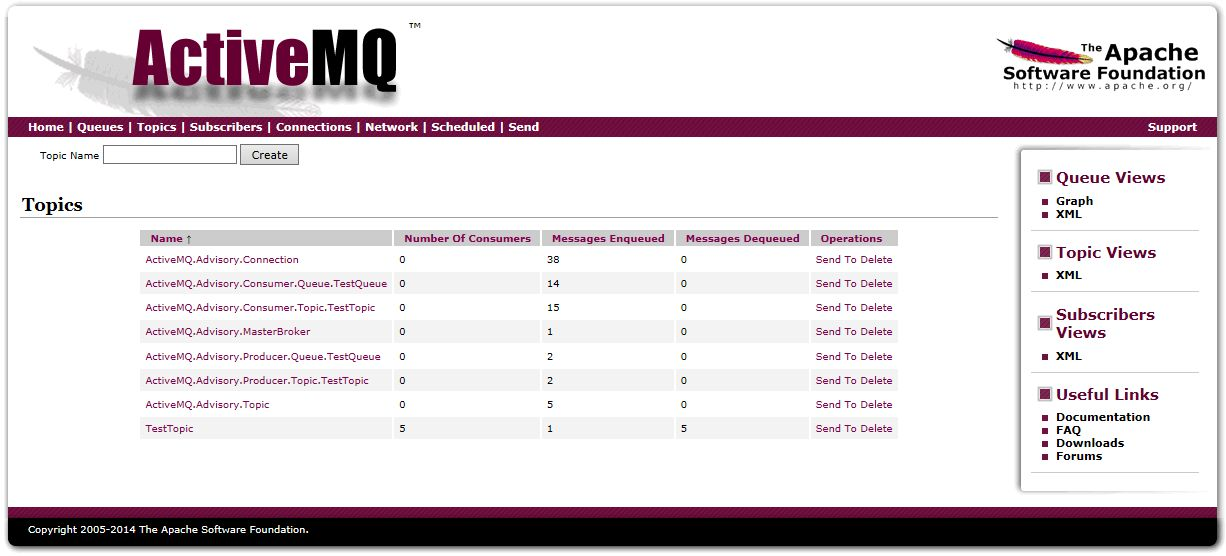 ActiveMQ ™
The Apache
Software Foundation
http://www.apache.org/
Home | Queues | Topics | Subscribers | Connections | Network | Scheduled | Send Support
Topic Name Create
Topics
Name ↑ Number Of Consumers Messages Enqueued Messages Dequeued Operations
ActiveMQ.Advisory.Connection 0 38 0 Send To Delete
ActiveMQ.Advisory.Consumer.Queue.TestQueue 0 14 0 Send To Delete
ActiveMQ.Advisory.Consumer.Topic.TestTopic 0 15 0 Send To Delete
ActiveMQ.Advisory.MasterBroker 0 1 0 Send To Delete
ActiveMQ.Advisory.Producer.Queue.TestQueue 0 2 0 Send To Delete
ActiveMQ.Advisory.Producer.Topic.TestTopic 0 2 0 Send To Delete
ActiveMQ.Advisory.Topic 0 5 0 Send To Delete
TestTopic 5 1 5 Send To Delete
Queue Views
Graph
XML
Topic Views
XML
Subscribers
Views
XML
Useful Links
Documentation
FAQ
Downloads
Forums
Copyright 2005-2014 The Apache Software Foundation.